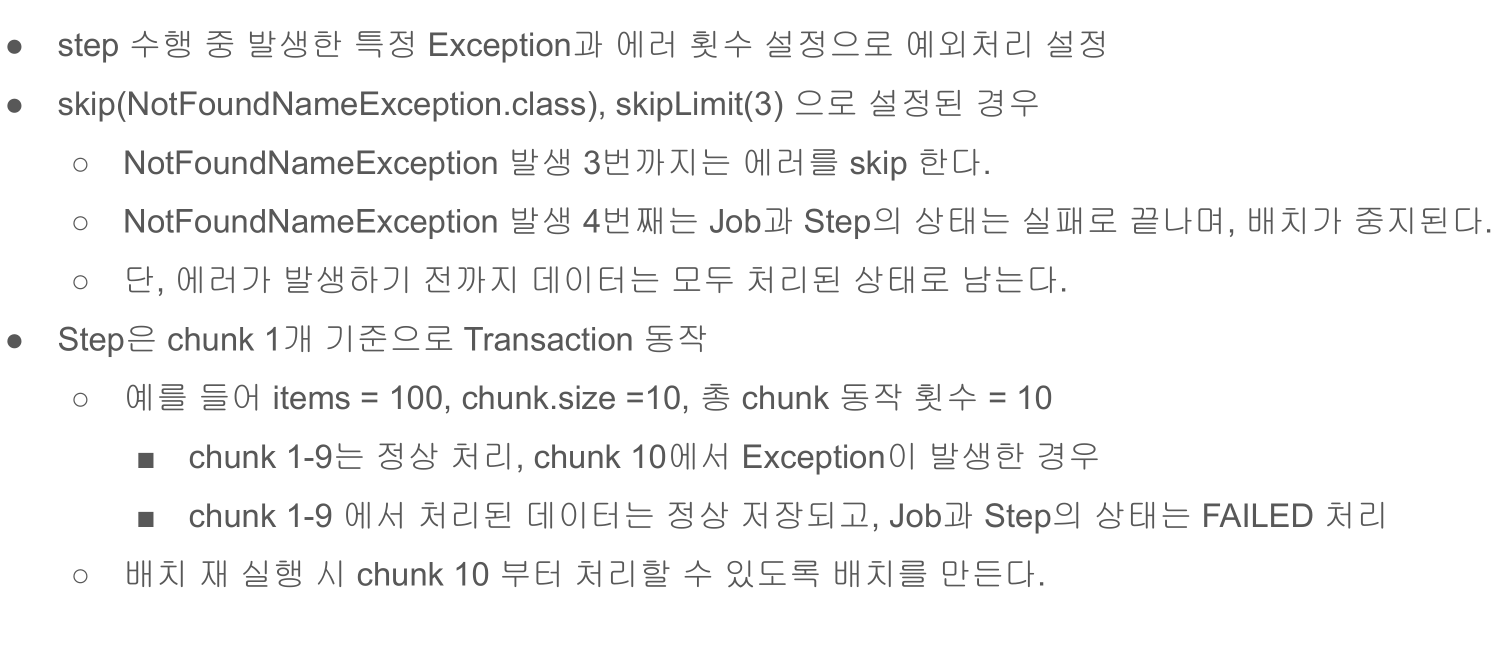 ● step 수행 중 발생한 특정 Exception과 에러 횟수 설정으로 예외처리 설정
● skip(NotFoundNameException.class), skipLimit(3) 으로 설정된 경우
○ NotFoundNameException 발생 3번까지는 에러를 skip 한다.
○ NotFoundNameException 발생 4번째는 Job과 Step의 상태는 실패로 끝나며, 배치가 중지된다.
○ 단, 에러가 발생하기 전까지 데이터는 모두 처리된 상태로 남는다.
● Step은 chunk 1개 기준으로 Transaction 동작
○ 예를 들어 items = 100, chunk.size =10, 총 chunk 동작 횟수 = 10
■ chunk 1-9는 정상 처리, chunk 10에서 Exception이 발생한 경우
■ chunk 1-9 에서 처리된 데이터는 정상 저장되고, Job과 Step의 상태는 FAILED 처리
○ 배치 재 실행 시 chunk 10 부터 처리할 수 있도록 배치를 만든다.